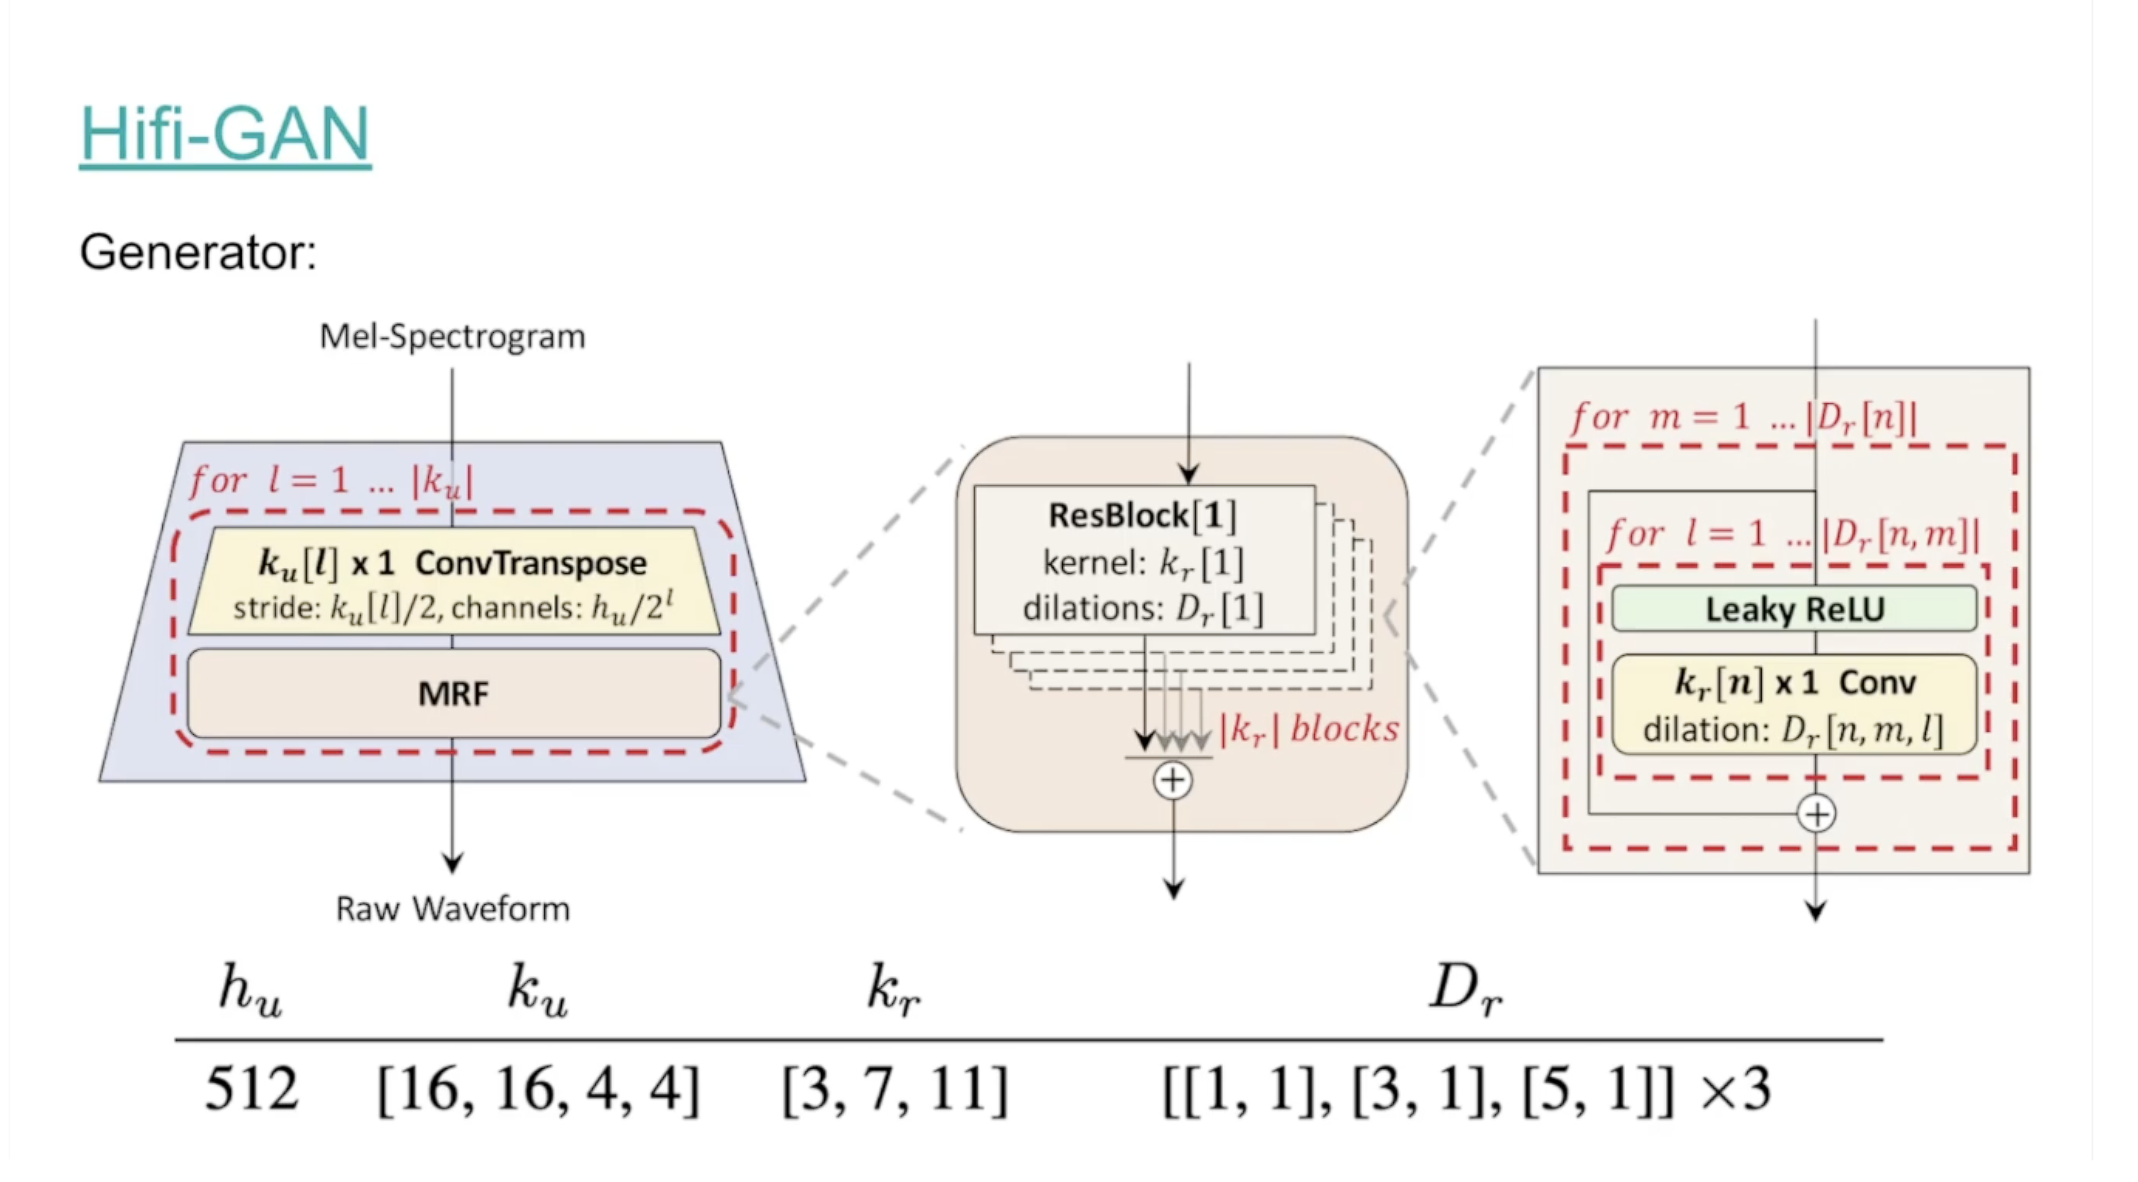 Hifi-GAN
Generator:
Mel-Spectrogram
for l = 1 ... |k_u|
k_u[l] x 1 ConvTranspose
stride: k_u[l]/2, channels: h_u/2^l
MRF
Raw Waveform
ResBlock[1]
kernel: k_r[1]
dilations: D_r[1]
|k_r| blocks
+
for m = 1 ... |D_r[n]|
for l = 1 ... |D_r[n, m]|
Leaky ReLU
k_r[n] x 1 Conv
dilation: D_r[n, m, l]
+
h_u k_u k_r D_r
512 [16, 16, 4, 4] [3, 7, 11] [[1, 1], [3, 1], [5, 1]] ×3